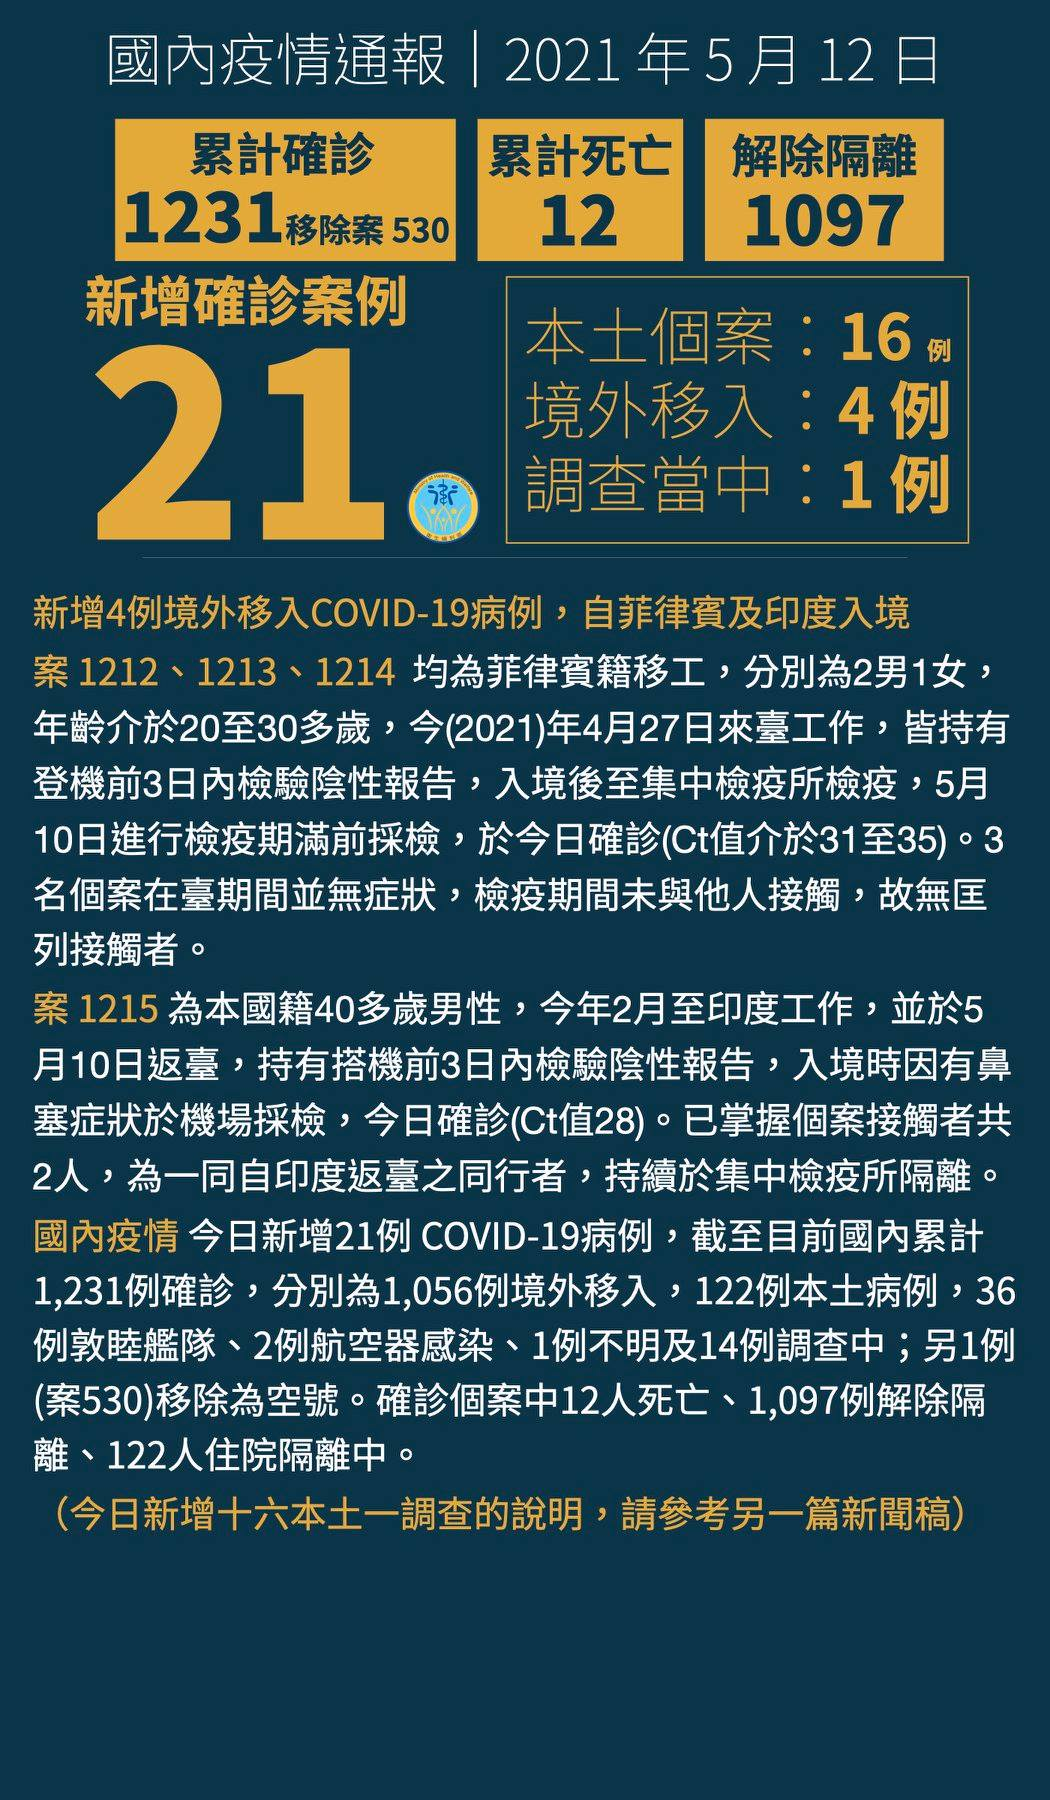 國內疫情通報｜2021 年 5 月 12 日
累計確診
1231移除案 530
累計死亡
12
解除隔離
1097
新增確診案例
21
本土個案：16 例
境外移入：4 例
調查當中：1 例
新增4例境外移入COVID-19病例，自菲律賓及印度入境
案 1212、1213、1214 均為菲律賓籍移工，分別為2男1女，
年齡介於20至30多歲，今(2021)年4月27日來臺工作，皆持有
登機前3日內檢驗陰性報告，入境後至集中檢疫所檢疫，5月
10日進行檢疫期滿前採檢，於今日確診(Ct值介於31至35)。3
名個案在臺期間並無症狀，檢疫期間未與他人接觸，故無匡
列接觸者。
案 1215 為本國籍40多歲男性，今年2月至印度工作，並於5
月10日返臺，持有搭機前3日內檢驗陰性報告，入境時因有鼻
塞症狀於機場採檢，今日確診(Ct值28)。已掌握個案接觸者共
2人，為一同自印度返臺之同行者，持續於集中檢疫所隔離。
國內疫情 今日新增21例 COVID-19病例，截至目前國內累計
1,231例確診，分別為1,056例境外移入，122例本土病例，36
例敦睦艦隊、2例航空器感染、1例不明及14例調查中；另1例
(案530)移除為空號。確診個案中12人死亡、1,097例解除隔
離、122人住院隔離中。
（今日新增十六本土一調查的說明，請參考另一篇新聞稿）